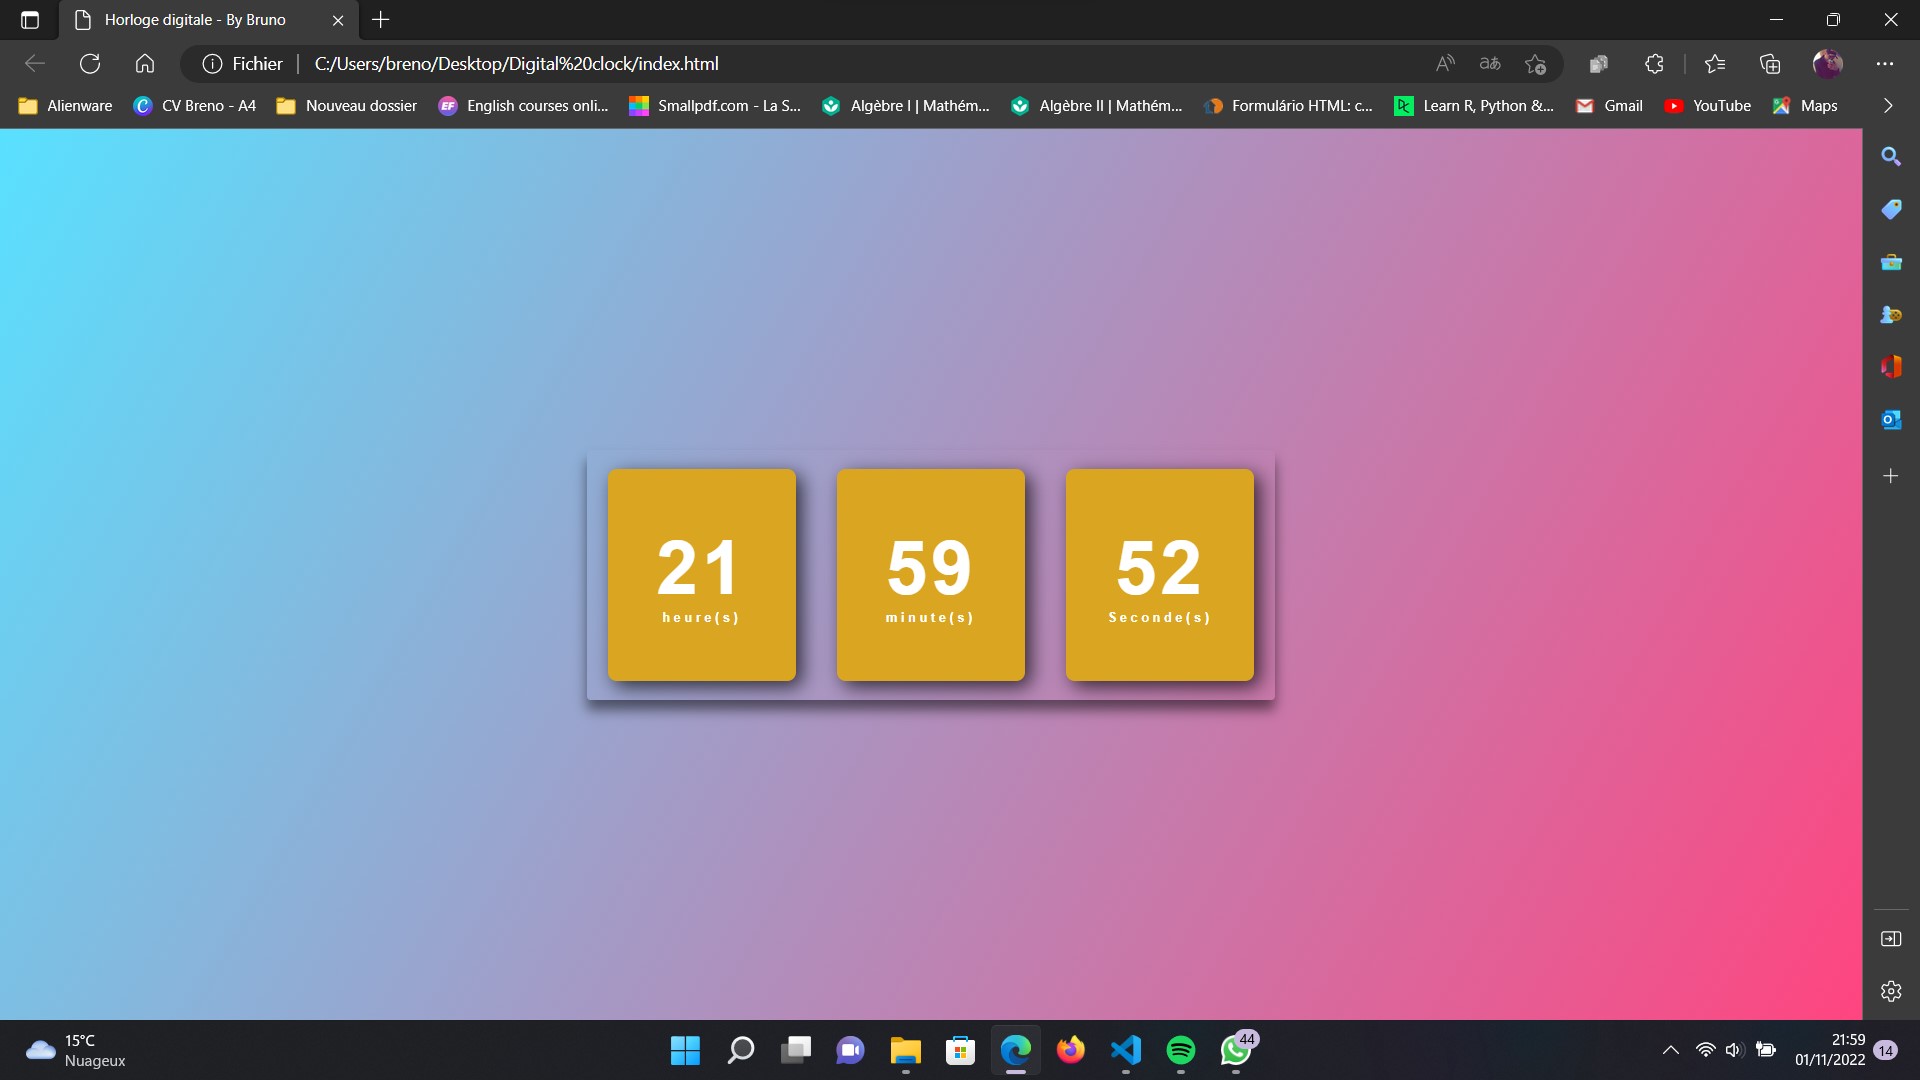 Horloge digitale - By Bruno
Fichier C:/Users/breno/Desktop/Digital%20clock/index.html
Alienware CV Breno - A4 Nouveau dossier English courses onli... Smallpdf.com - La S... Algèbre I | Mathém... Algèbre II | Mathém... Formulário HTML: c... Learn R, Python &... Gmail YouTube Maps
21 59 52
heure(s) minute(s) Seconde(s)
15°C
Nuageux
44
21:59
01/11/2022
14